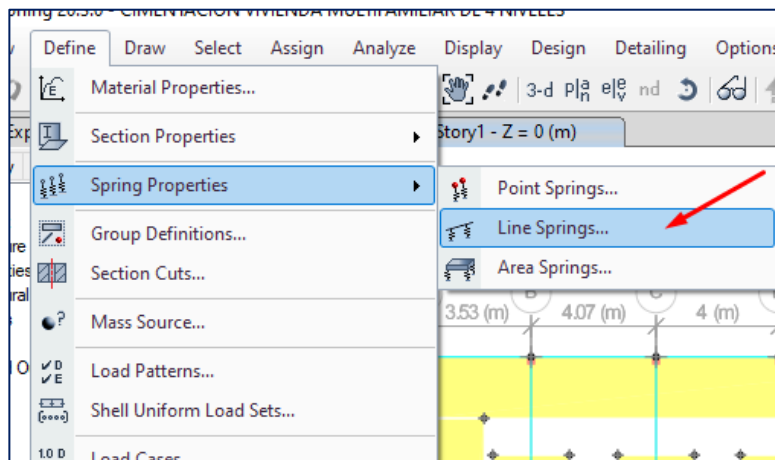 20.3.0 - CIMENTACION VIVIENDA MULTIFAMILIAR DE 4 NIVELES
Define Draw Select Assign Analyze Display Design Detailing Options
Material Properties...
3-d
nd
Section Properties
Story1 - Z = 0 (m)
Spring Properties
Point Springs...
Line Springs...
Area Springs...
Group Definitions...
Section Cuts...
B C
3.53 (m) 4.07 (m) 4 (m)
Mass Source...
Load Patterns...
Shell Uniform Load Sets...
Load Cases